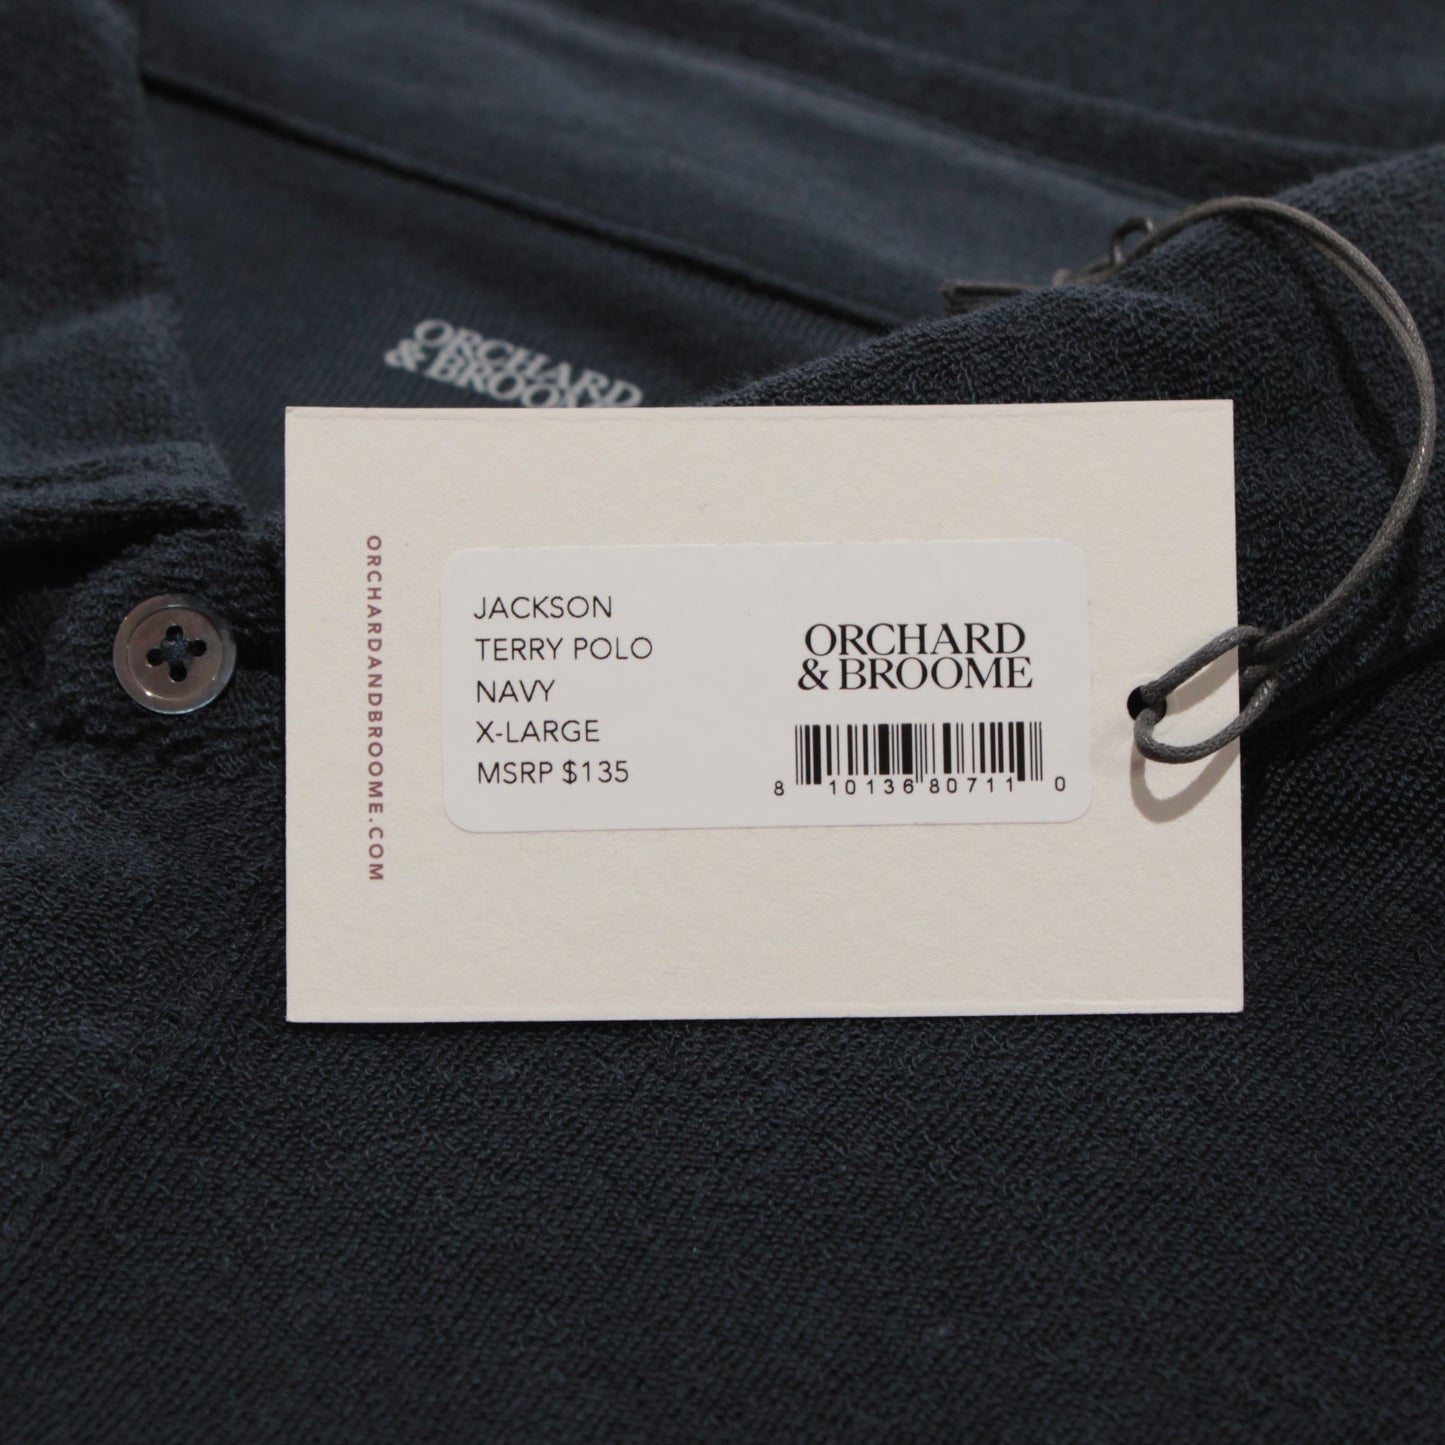 ORCHARD
& BROOME
ORCHARDANDBROOME.COM
JACKSON
TERRY POLO
NAVY
X-LARGE
MSRP $135
ORCHARD
& BROOME
8 10136 80711 0